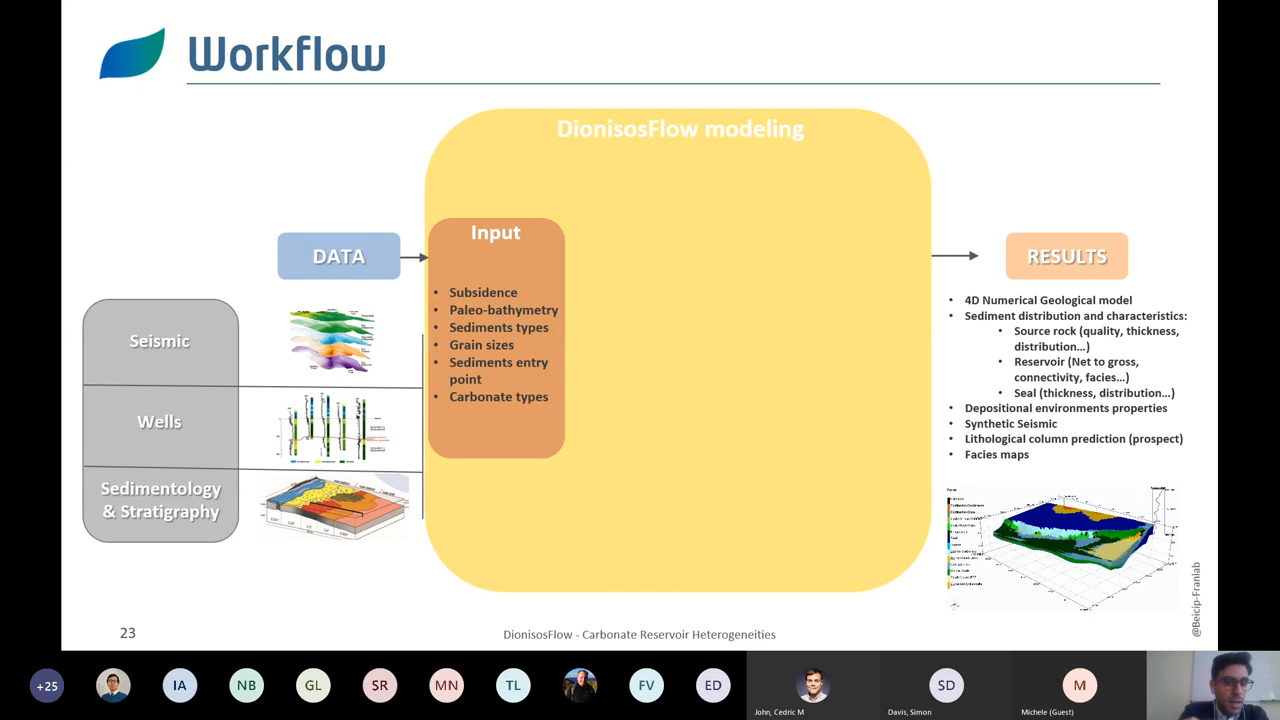 Workflow
DionisosFlow modeling
DATA
Input
RESULTS
Seismic
Wells
Sedimentology
& Stratigraphy
• Subsidence
• Paleo-bathymetry
• Sediments types
• Grain sizes
• Sediments entry
point
• Carbonate types
• 4D Numerical Geological model
• Sediment distribution and characteristics:
• Source rock (quality, thickness,
distribution…)
• Reservoir (Net to gross,
connectivity, facies…)
• Seal (thickness, distribution…)
• Depositional environments properties
• Synthetic Seismic
• Lithological column prediction (prospect)
• Facies maps
@Beicip-Franlab
23
DionisosFlow - Carbonate Reservoir Heterogeneities
+25
IA
NB
GL
SR
MN
TL
FV
ED
SD
M
John, Cedric M
Davis, Simon
Michele (Guest)